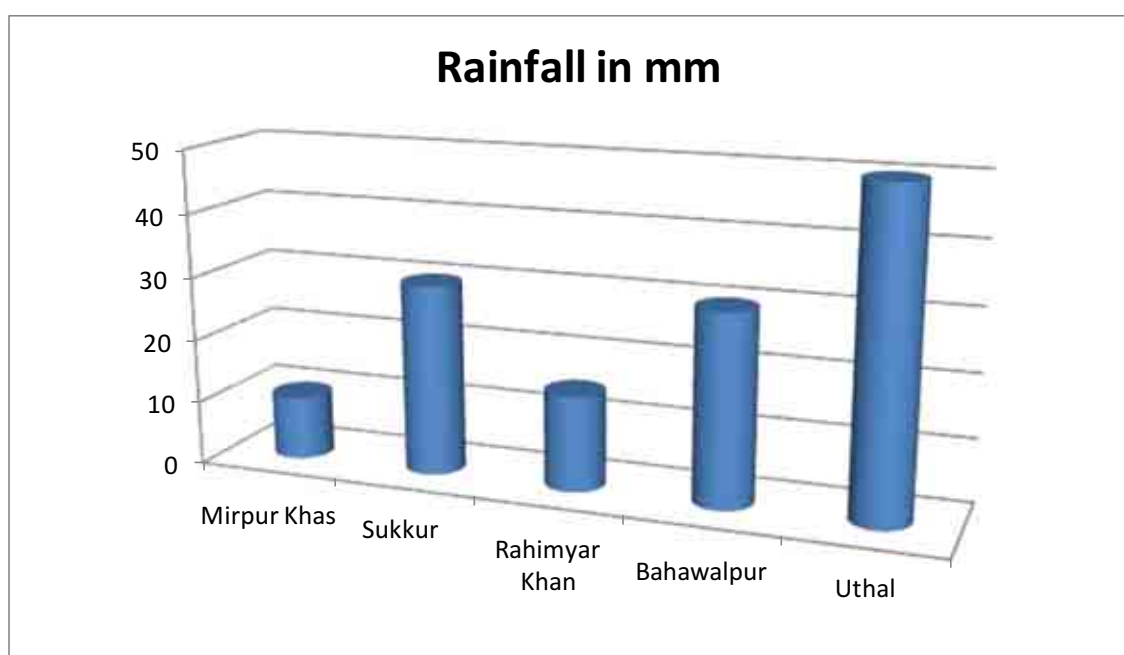 Rainfall in mm
50
40
30
20
10
0
Mirpur Khas
Sukkur
Rahimyar
Khan
Bahawalpur
Uthal